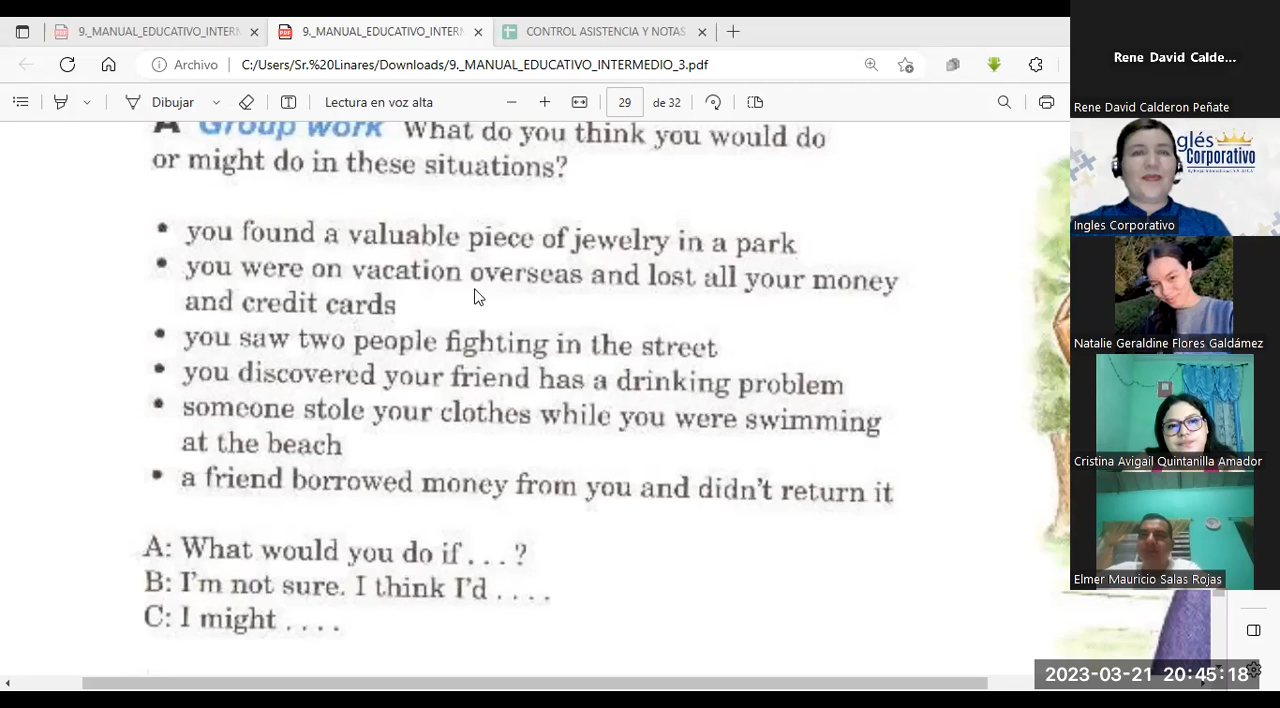 9._MANUAL_EDUCATIVO_INTERM
9._MANUAL_EDUCATIVO_INTERM
CONTROL ASISTENCIA Y NOTAS
Archivo
C:/Users/Sr.%20Linares/Downloads/9._MANUAL_EDUCATIVO_INTERMEDIO_3.pdf
Dibujar
Lectura en voz alta
29
de 32
A Group work What do you think you would do
or might do in these situations?
• you found a valuable piece of jewelry in a park
• you were on vacation overseas and lost all your money
and credit cards
• you saw two people fighting in the street
• you discovered your friend has a drinking problem
• someone stole your clothes while you were swimming
at the beach
• a friend borrowed money from you and didn't return it
A: What would you do if . . . ?
B: I'm not sure. I think I'd . . . .
C: I might . . . .
Rene David Calde...
Rene David Calderon Peñate
glés
Corporativo
Ingles Corporativo
Natalie Geraldine Flores Galdámez
Cristina Avigail Quintanilla Amador
Elmer Mauricio Salas Rojas
2023-03-21 20:45:18